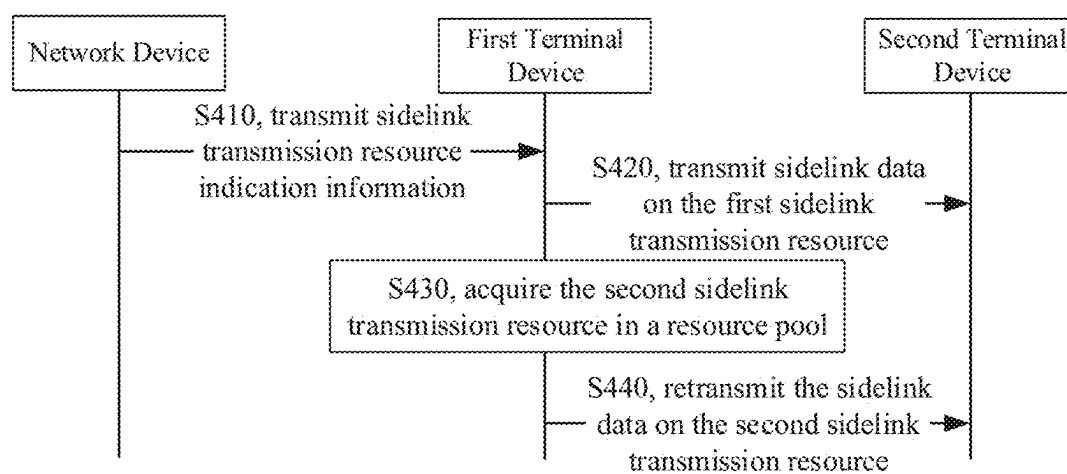 Network Device
First Terminal
Device
Second Terminal
Device
S410, transmit sidelink
transmission resource
indication information
S420, transmit sidelink data
on the first sidelink
transmission resource
S430, acquire the second sidelink
transmission resource in a resource pool
S440, retransmit the sidelink
data on the second sidelink
transmission resource